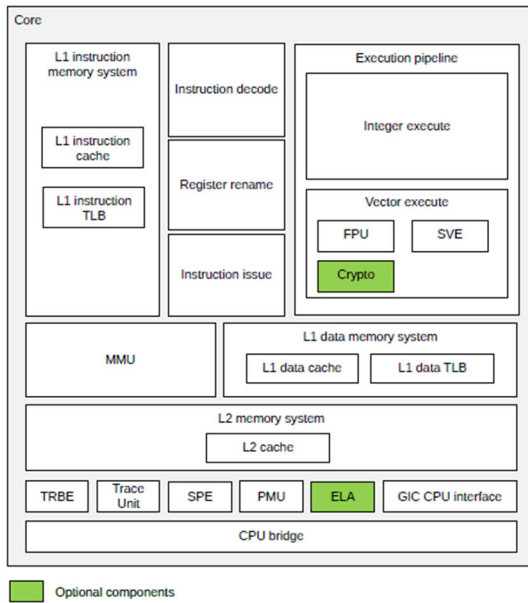 Core
L1 instruction
memory system
L1 instruction
cache
L1 instruction
TLB
Instruction decode
Register rename
Instruction issue
Execution pipeline
Integer execute
Vector execute
FPU
SVE
Crypto
MMU
L1 data memory system
L1 data cache
L1 data TLB
L2 memory system
L2 cache
TRBE
Trace
Unit
SPE
PMU
ELA
GIC CPU interface
CPU bridge
Optional components